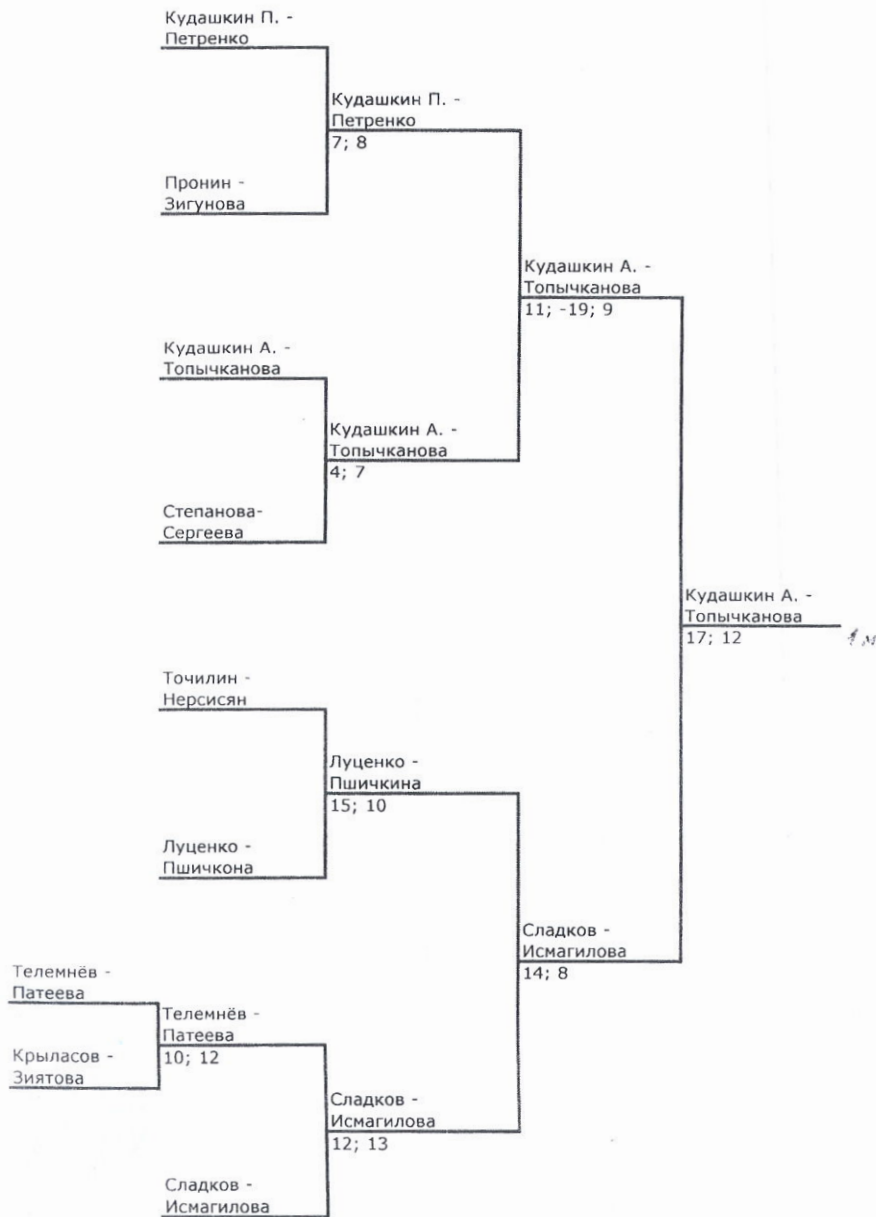 Кудашкин П. -
Петренко
Кудашкин П. -
Петренко
7; 8
Пронин -
Зигунова
Кудашкин А. -
Топычканова
11; -19; 9
Кудашкин А. -
Топычканова
Кудашкин А. -
Топычканова
4; 7
Степанова-
Сергеева
Кудашкин А. -
Топычканова
17; 12
1 м
Точилин -
Нерсисян
Луценко -
Пшичкина
15; 10
Луценко -
Пшичкона
Сладков -
Исмагилова
14; 8
Телемнёв -
Патеева
Телемнёв -
Патеева
10; 12
Крыласов -
Зиятова
Сладков -
Исмагилова
12; 13
Сладков -
Исмагилова